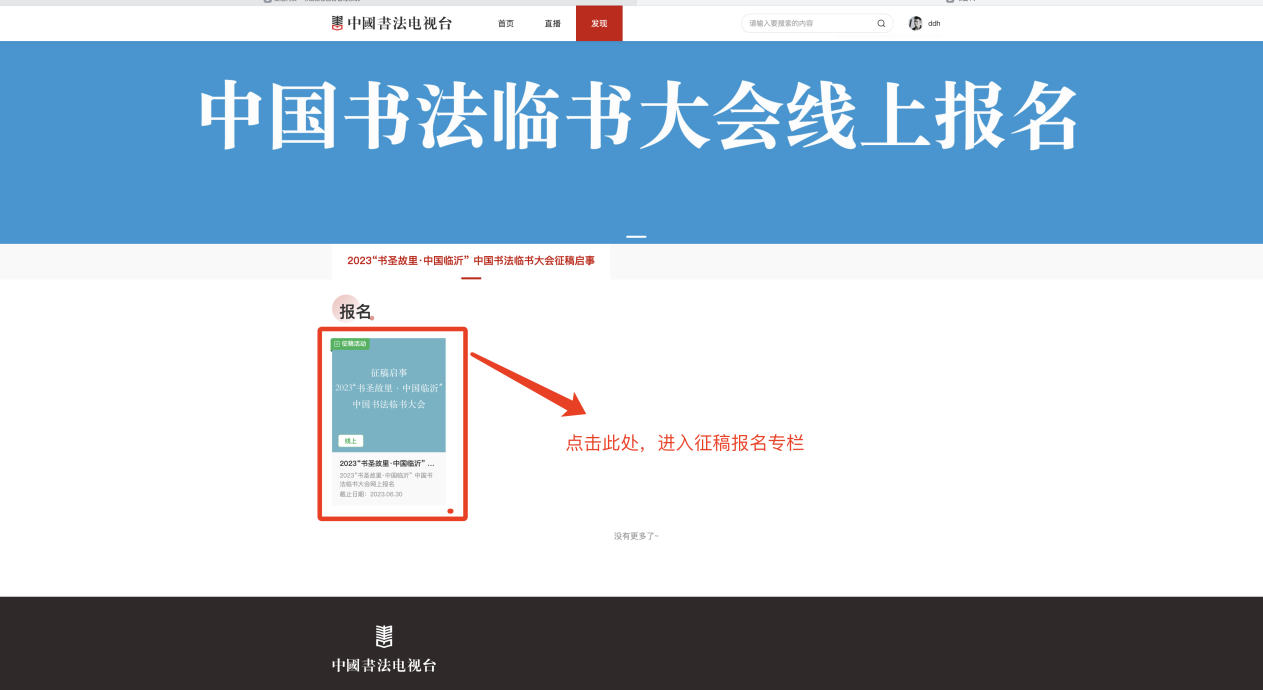 中國書法电视台
首页
直播
发现
请输入要搜索的内容
ddh
中国书法临书大会线上报名
2023“书圣故里·中国临沂” 中国书法临书大会征稿启事
报名
征稿活动
征稿启事
2023“书圣故里 · 中国临沂”
中国书法临书大会
线上
2023“书圣故里·中国临沂” ...
2023“书圣故里·中国临沂” 中国书
法临书大会网上报名
截止日期：2023.06.30
点击此处，进入征稿报名专栏
没有更多了~
中國書法电视台